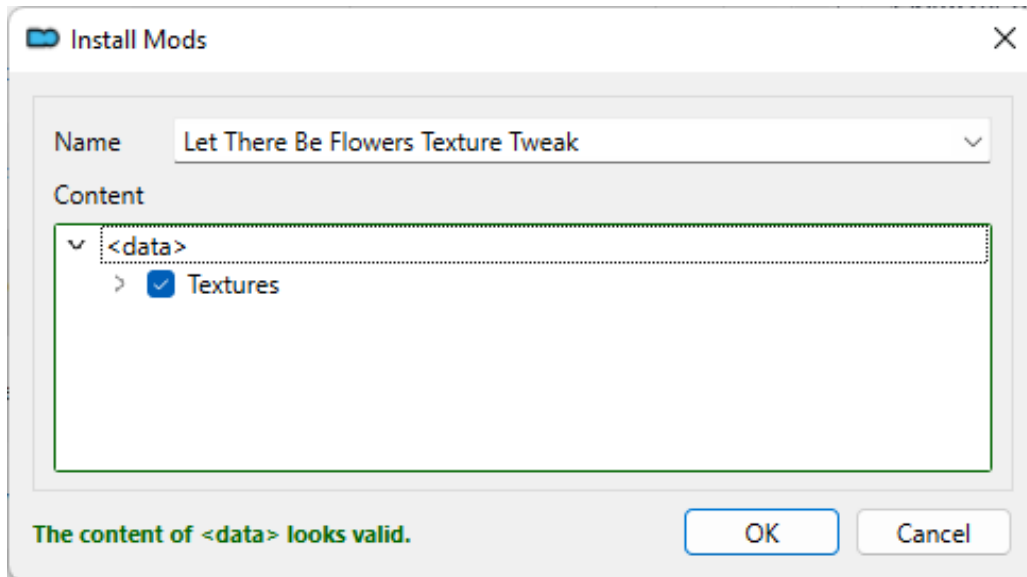 Install Mods
Name Let There Be Flowers Texture Tweak
Content
<data>
Textures
The content of <data> looks valid. OK Cancel